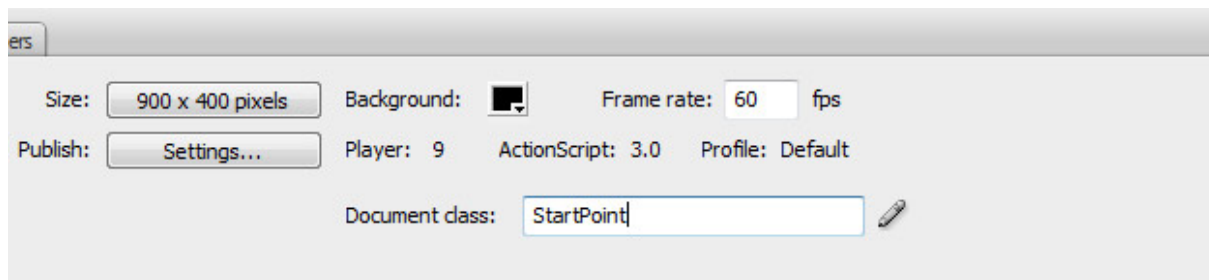 ers
Size: 900 x 400 pixels Background: Frame rate: 60 fps
Publish: Settings... Player: 9 ActionScript: 3.0 Profile: Default
Document class: StartPoint